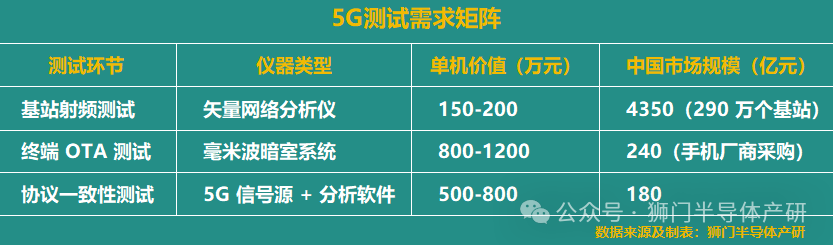 5G测试需求矩阵
测试环节 仪器类型 单机价值（万元） 中国市场规模（亿元）
基站射频测试 矢量网络分析仪 150-200 4350（290 万个基站）
终端 OTA 测试 毫米波暗室系统 800-1200 240（手机厂商采购）
协议一致性测试 5G 信号源 + 分析软件 500-800 180
公众号 · 狮门半导体产研
数据来源及制表：狮门半导体产研